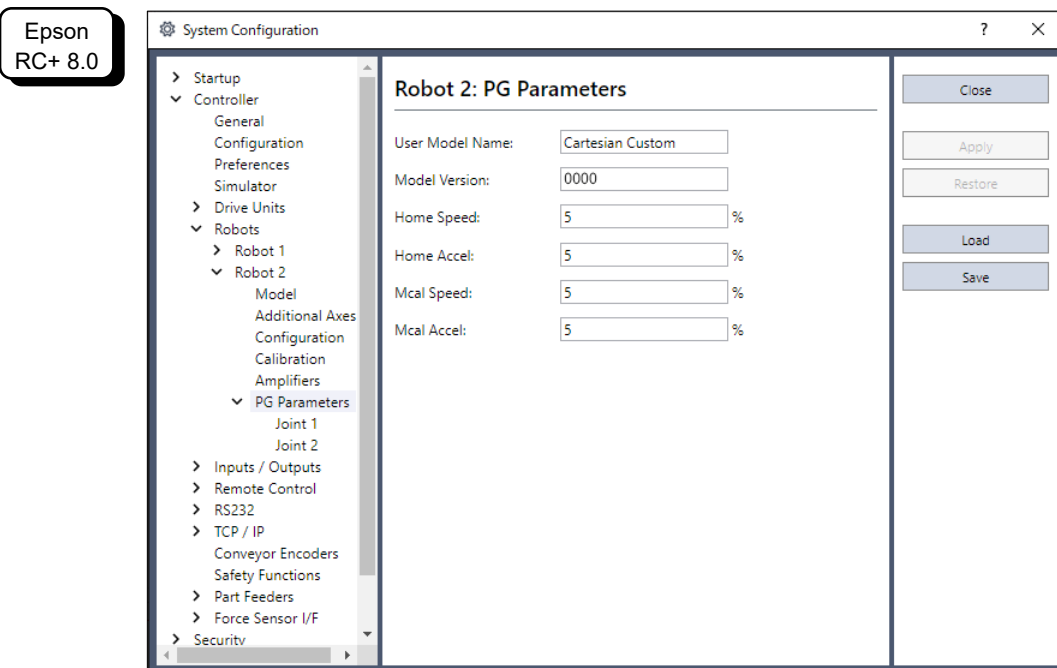 Epson
RC+ 8.0
System Configuration
?
Startup
Controller
General
Configuration
Preferences
Simulator
Drive Units
Robots
Robot 1
Robot 2
Model
Additional Axes
Configuration
Calibration
Amplifiers
PG Parameters
Joint 1
Joint 2
Inputs / Outputs
Remote Control
RS232
TCP / IP
Conveyor Encoders
Safety Functions
Part Feeders
Force Sensor I/F
Security
Robot 2: PG Parameters
User Model Name: Cartesian Custom
Model Version: 0000
Home Speed: 5 %
Home Accel: 5 %
Mcal Speed: 5 %
Mcal Accel: 5 %
Close
Apply
Restore
Load
Save